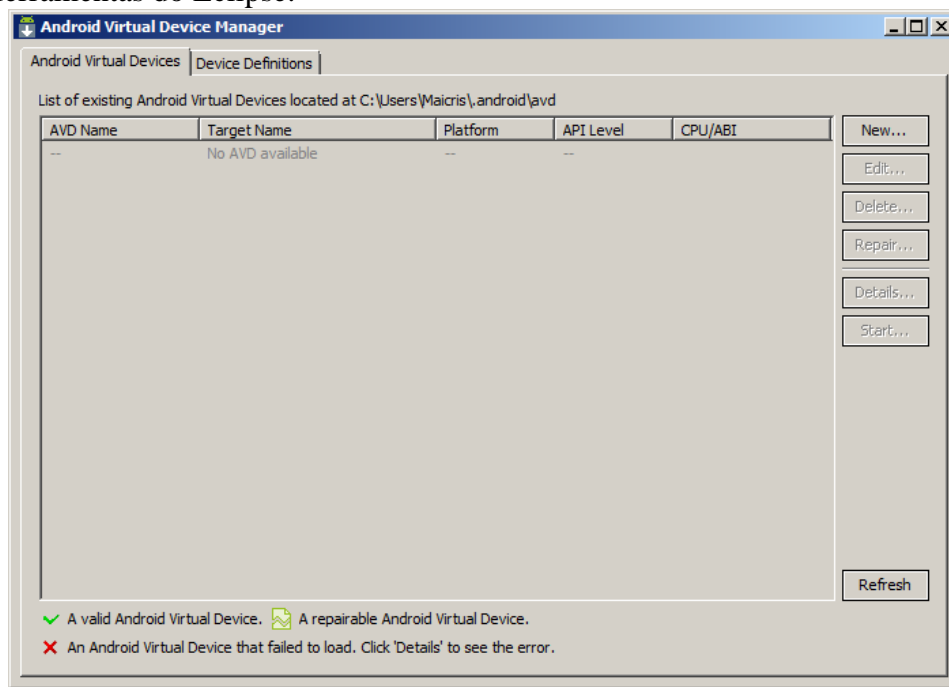 ferramentas do Eclipse.
Android Virtual Device Manager
Android Virtual Devices Device Definitions
List of existing Android Virtual Devices located at C:\Users\Maicris\.android\avd
AVD Name Target Name Platform API Level CPU/ABI New...
-- No AVD available -- --
Edit...
Delete...
Repair...
Details...
Start...
Refresh
A valid Android Virtual Device. A repairable Android Virtual Device.
An Android Virtual Device that failed to load. Click 'Details' to see the error.